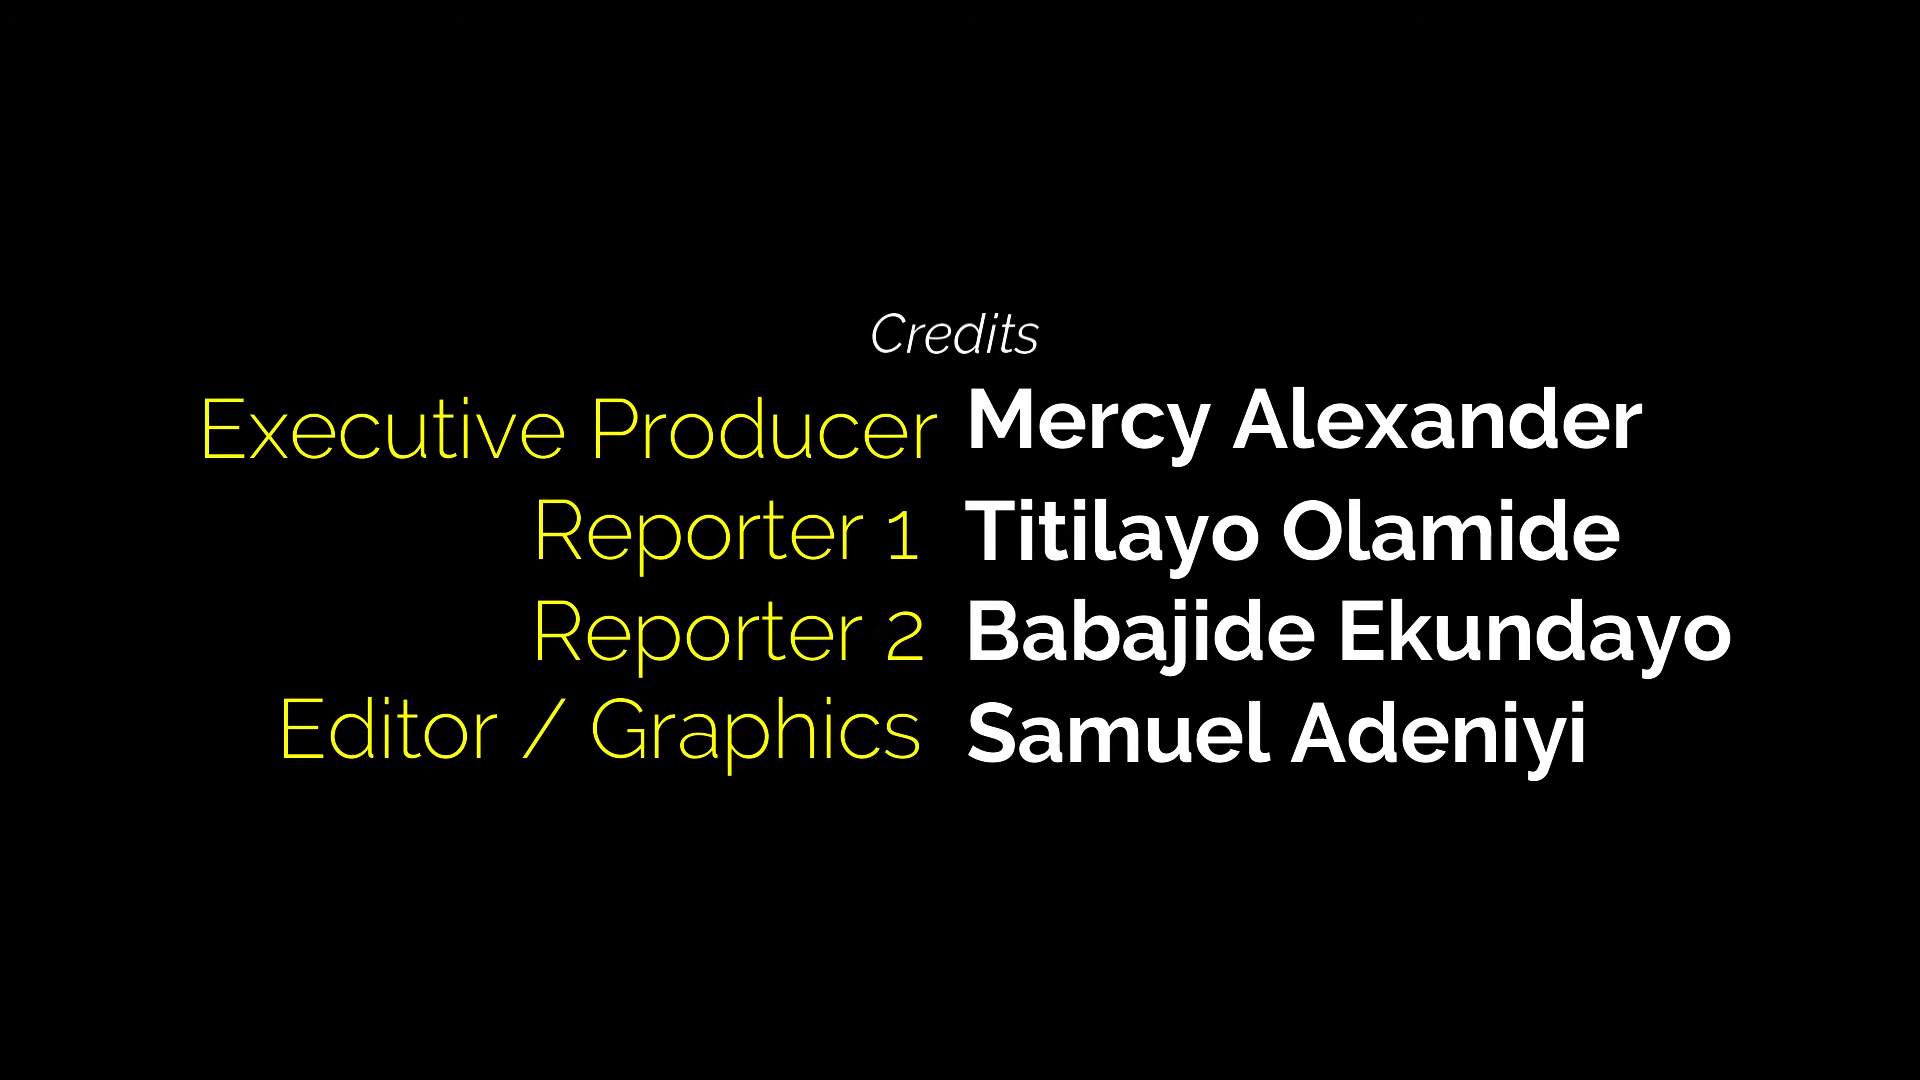 Credits
Executive Producer Mercy Alexander
Reporter 1 Titilayo Olamide
Reporter 2 Babajide Ekundayo
Editor / Graphics Samuel Adeniyi